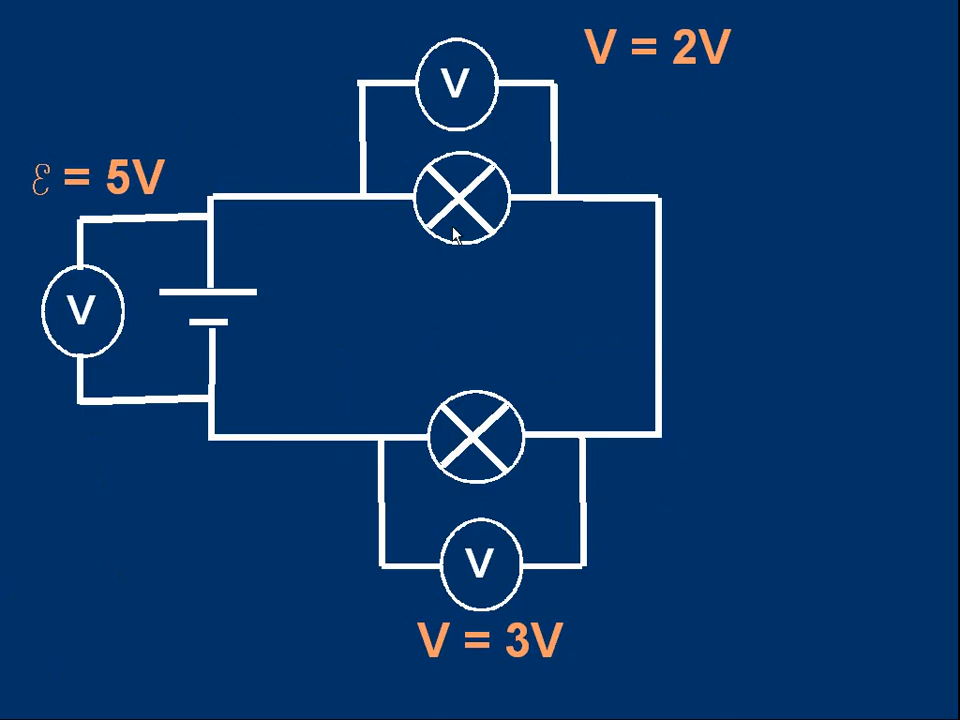 V = 2V
V
ℰ = 5V
V
V
V = 3V